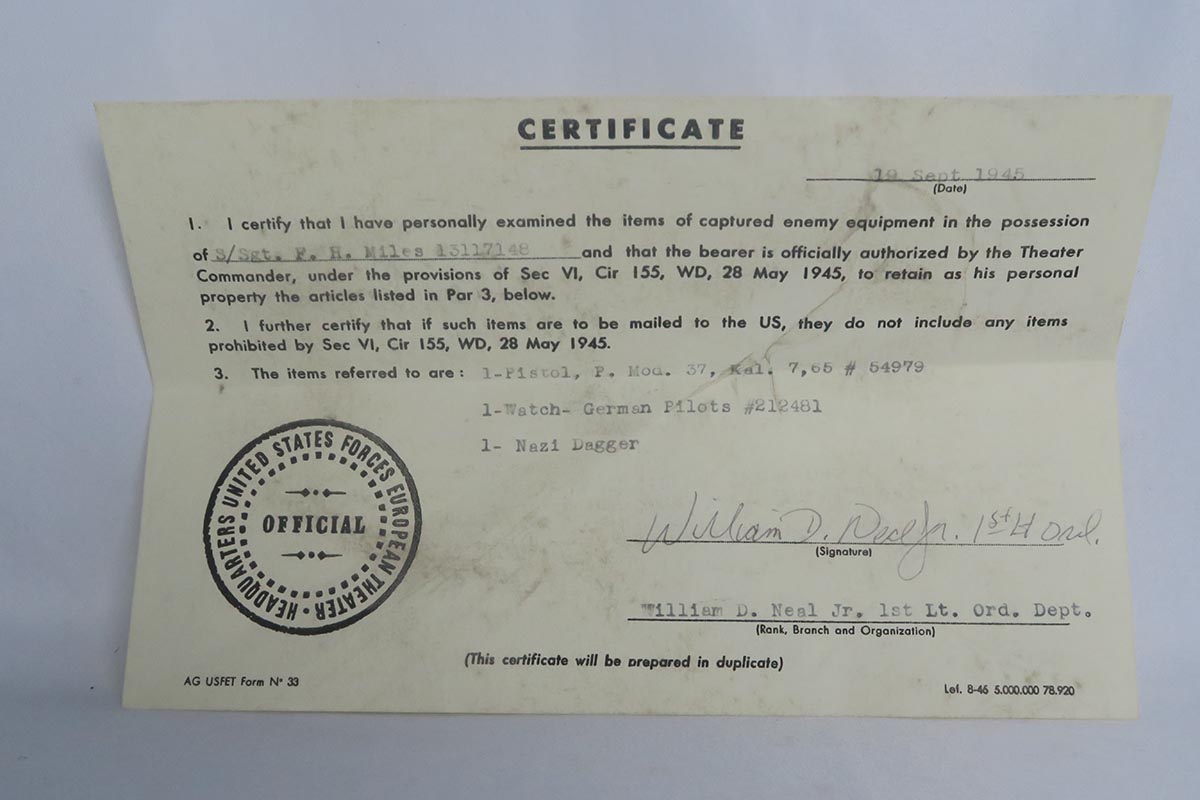 CERTIFICATE
19 Sept 1945
(Date)
1. I certify that I have personally examined the items of captured enemy equipment in the possession
of S/Sgt. F. H. Miles 13117148 and that the bearer is officially authorized by the Theater
Commander, under the provisions of Sec VI, Cir 155, WD, 28 May 1945, to retain as his personal
property the articles listed in Par 3, below.
2. I further certify that if such items are to be mailed to the US, they do not include any items
prohibited by Sec VI, Cir 155, WD, 28 May 1945.
3. The items referred to are : 1-Pistol, P. Mod. 37, Kal. 7,65 # 54979
1-Watch- German Pilots #212481
1- Nazi Dagger
HEADQUARTERS UNITED STATES FORCES EUROPEAN THEATER
OFFICIAL
William D. Neal Jr. 1st Lt Ord.
(Signature)
William D. Neal Jr. 1st Lt. Ord. Dept.
(Rank, Branch and Organization)
(This certificate will be prepared in duplicate)
AG USFET Form N° 33
Lef. 8-46 5.000.000 78.920